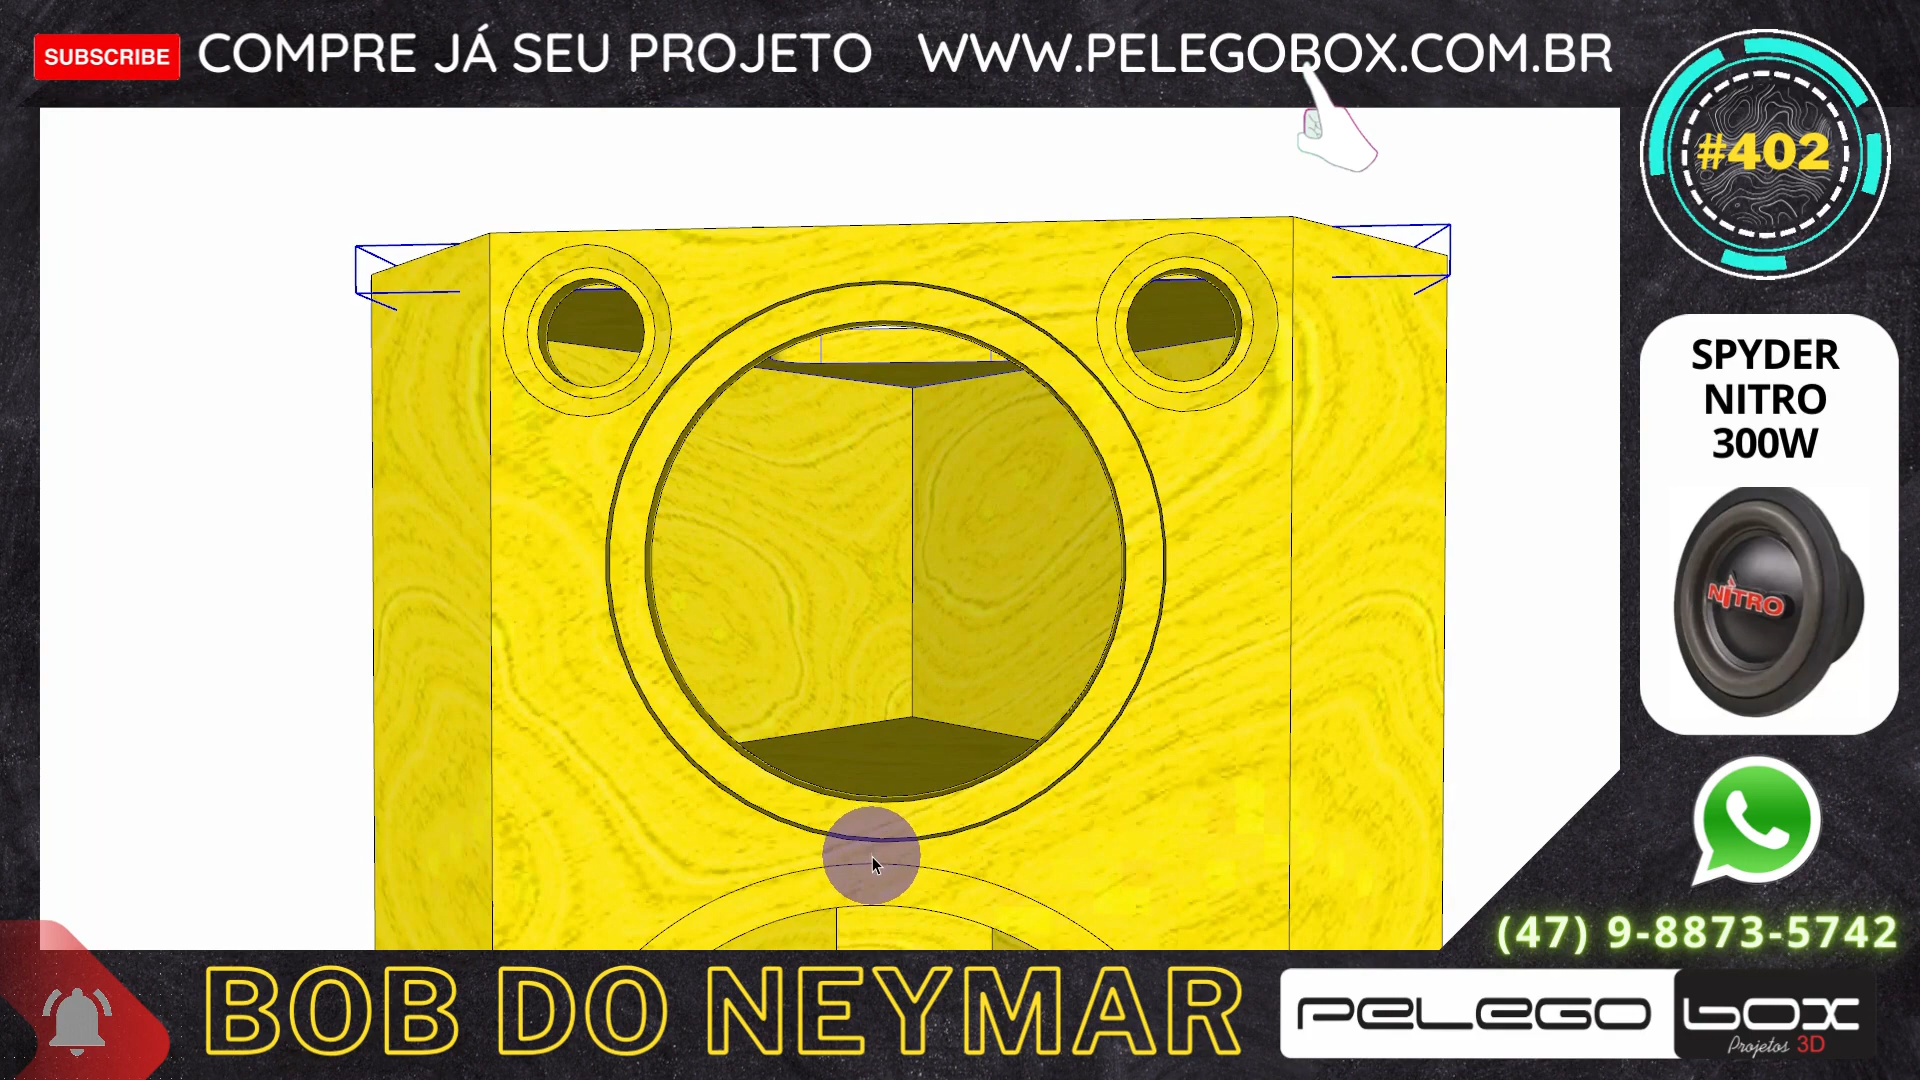 SUBSCRIBE
COMPRE JÁ SEU PROJETO WWW.PELEGOBOX.COM.BR
#402
SPYDER
NITRO
300W
NITRO
(47) 9-8873-5742
BOB DO NEYMAR
PELEGO BOX
Projetos 3D